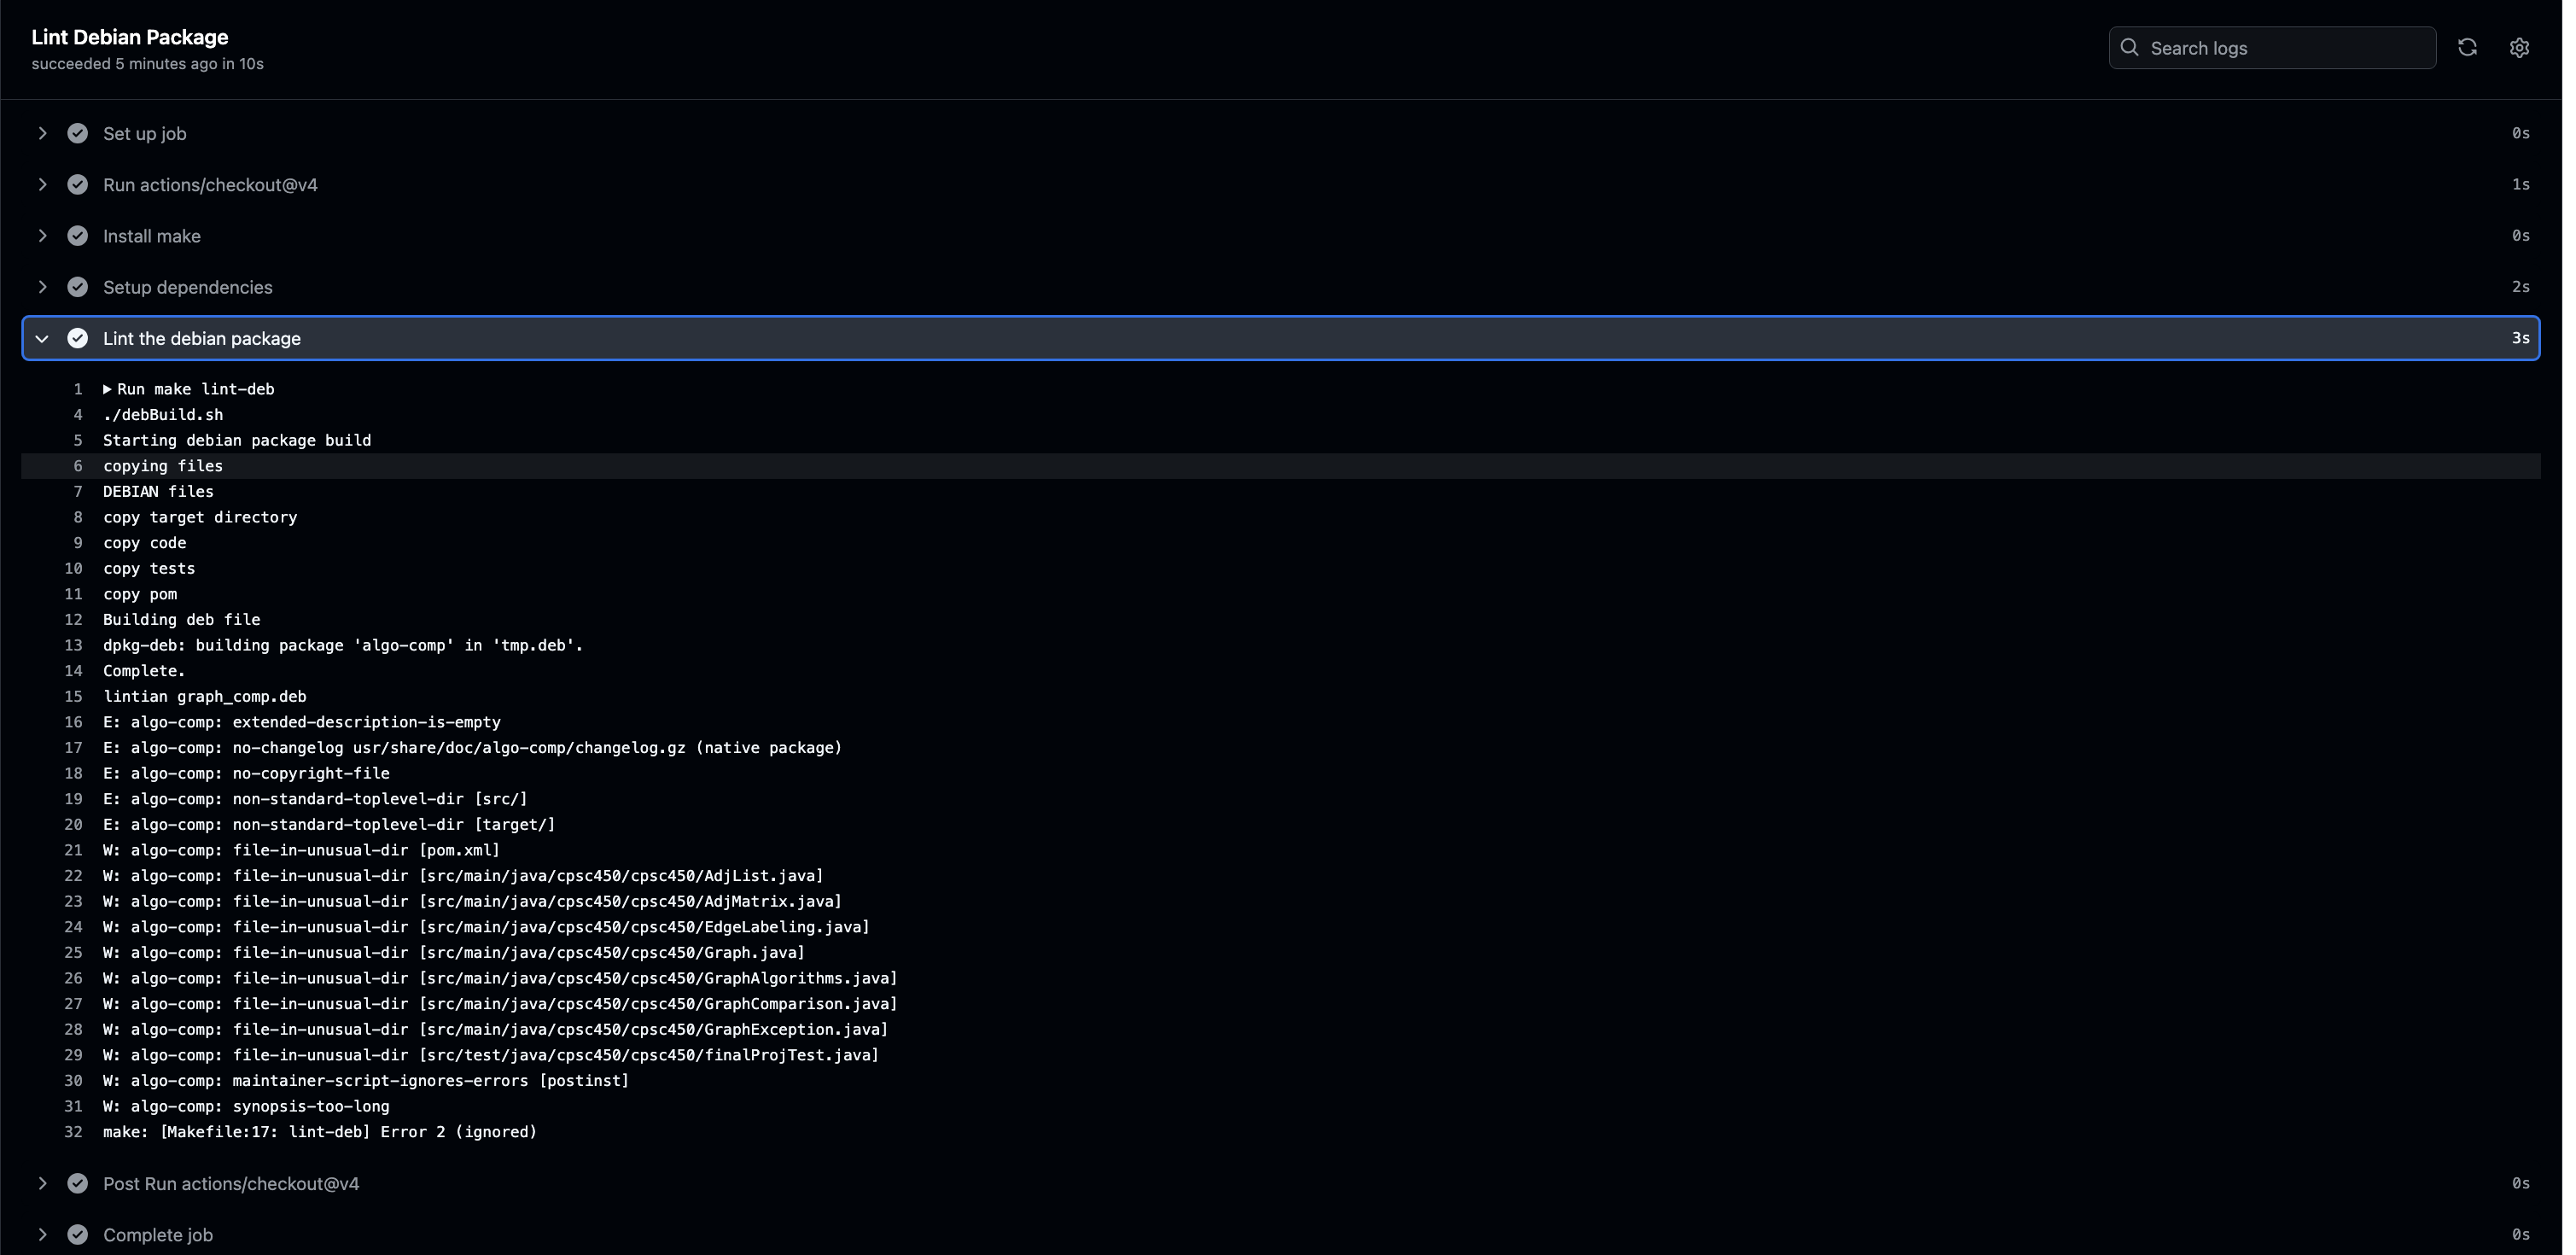 Lint Debian Package
succeeded 5 minutes ago in 10s
Search logs
Set up job 0s
Run actions/checkout@v4 1s
Install make 0s
Setup dependencies 2s
Lint the debian package 3s
1 Run make lint-deb
4 ./debBuild.sh
5 Starting debian package build
6 copying files
7 DEBIAN files
8 copy target directory
9 copy code
10 copy tests
11 copy pom
12 Building deb file
13 dpkg-deb: building package 'algo-comp' in 'tmp.deb'.
14 Complete.
15 lintian graph_comp.deb
16 E: algo-comp: extended-description-is-empty
17 E: algo-comp: no-changelog usr/share/doc/algo-comp/changelog.gz (native package)
18 E: algo-comp: no-copyright-file
19 E: algo-comp: non-standard-toplevel-dir [src/]
20 E: algo-comp: non-standard-toplevel-dir [target/]
21 W: algo-comp: file-in-unusual-dir [pom.xml]
22 W: algo-comp: file-in-unusual-dir [src/main/java/cpsc450/cpsc450/AdjList.java]
23 W: algo-comp: file-in-unusual-dir [src/main/java/cpsc450/cpsc450/AdjMatrix.java]
24 W: algo-comp: file-in-unusual-dir [src/main/java/cpsc450/cpsc450/EdgeLabeling.java]
25 W: algo-comp: file-in-unusual-dir [src/main/java/cpsc450/cpsc450/Graph.java]
26 W: algo-comp: file-in-unusual-dir [src/main/java/cpsc450/cpsc450/GraphAlgorithms.java]
27 W: algo-comp: file-in-unusual-dir [src/main/java/cpsc450/cpsc450/GraphComparison.java]
28 W: algo-comp: file-in-unusual-dir [src/main/java/cpsc450/cpsc450/GraphException.java]
29 W: algo-comp: file-in-unusual-dir [src/test/java/cpsc450/cpsc450/finalProjTest.java]
30 W: algo-comp: maintainer-script-ignores-errors [postinst]
31 W: algo-comp: synopsis-too-long
32 make: [Makefile:17: lint-deb] Error 2 (ignored)
Post Run actions/checkout@v4 0s
Complete job 0s